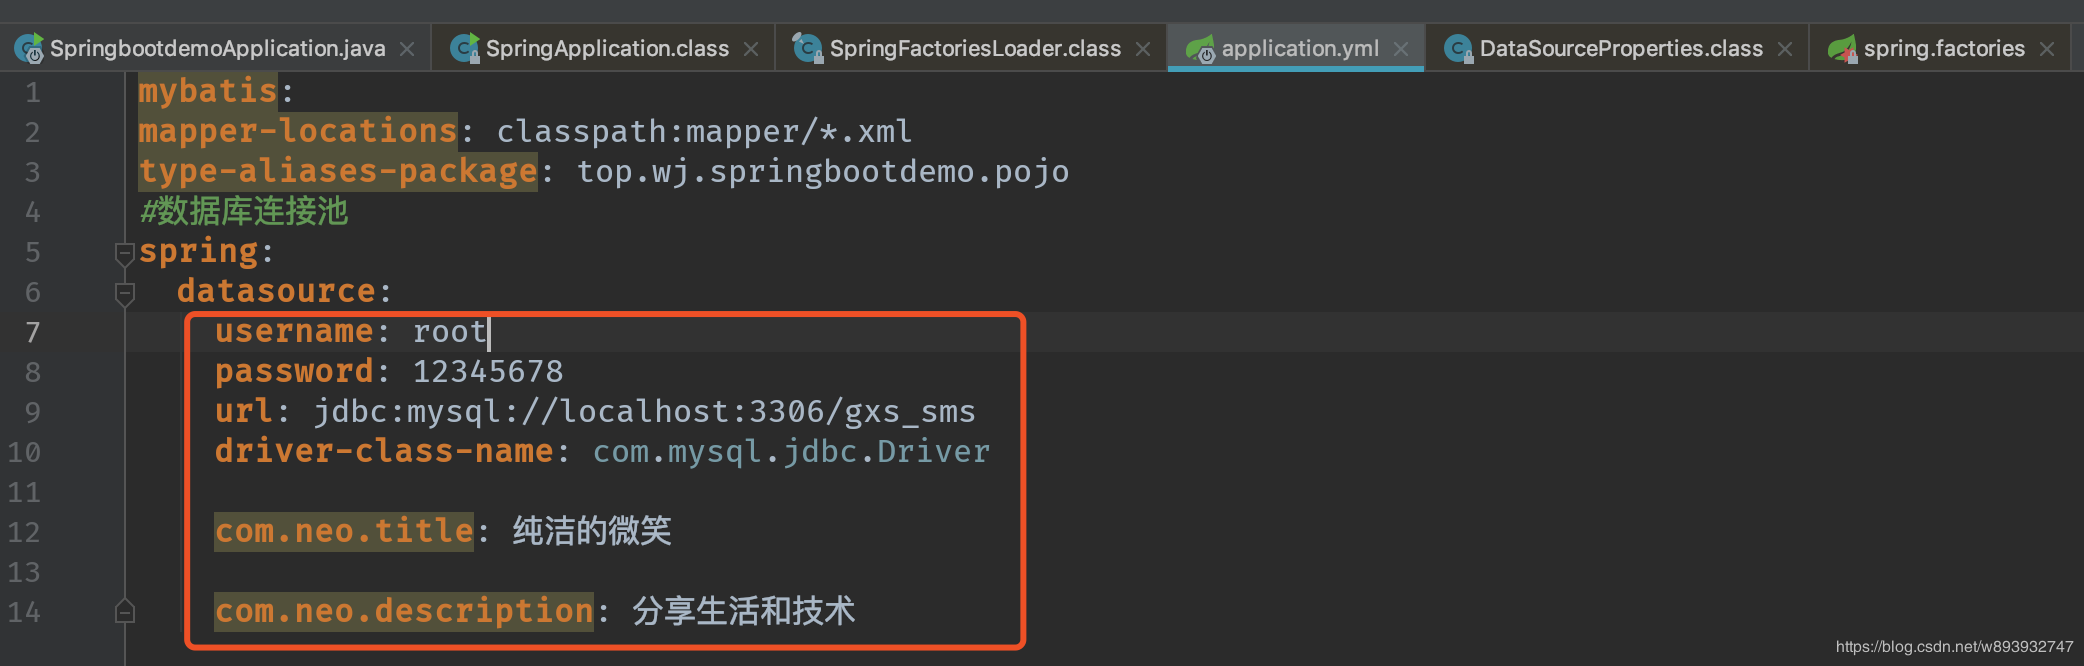 SpringbootdemoApplication.java SpringApplication.class SpringFactoriesLoader.class application.yml DataSourceProperties.class spring.factories
1 mybatis:
2 mapper-locations: classpath:mapper/*.xml
3 type-aliases-package: top.wj.springbootdemo.pojo
4 #数据库连接池
5 spring:
6 datasource:
7 username: root
8 password: 12345678
9 url: jdbc:mysql://localhost:3306/gxs_sms
10 driver-class-name: com.mysql.jdbc.Driver
11
12 com.neo.title: 纯洁的微笑
13
14 com.neo.description: 分享生活和技术
https://blog.csdn.net/w893932747